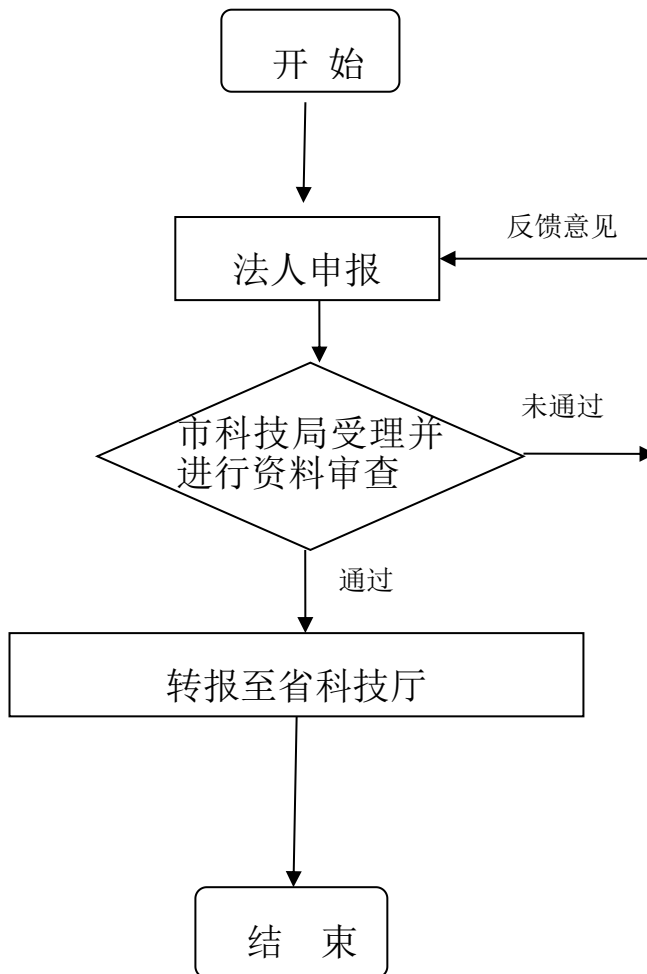 开 始
反馈意见
法人申报
未通过
市科技局受理并
进行资料审查
通过
转报至省科技厅
结 束